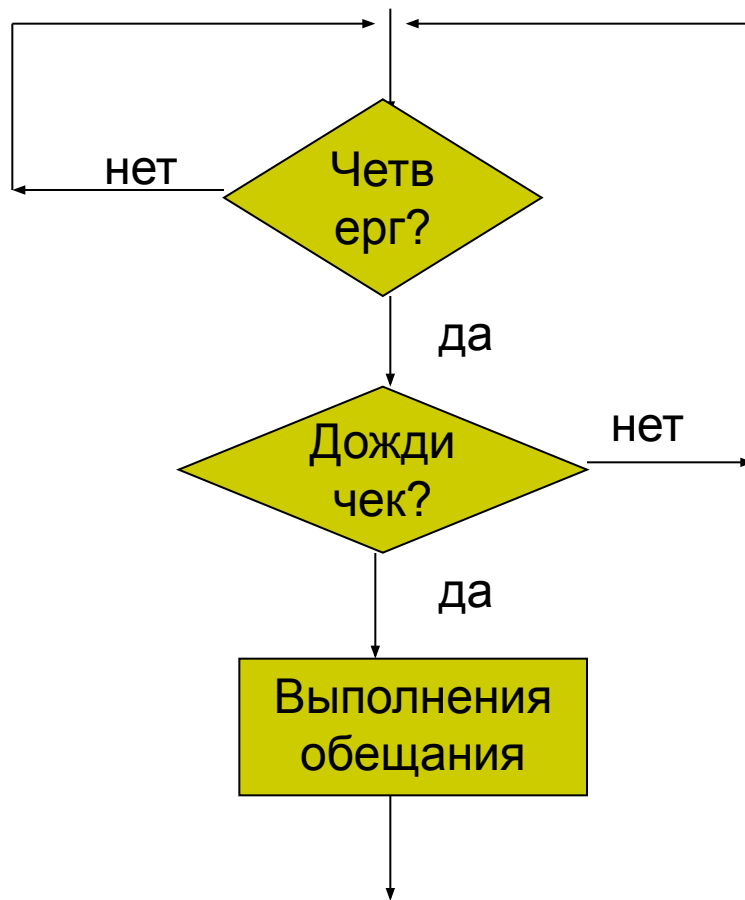 нет
Четв
ерг?
да
Дожди
чек?
нет
да
Выполнения
обещания